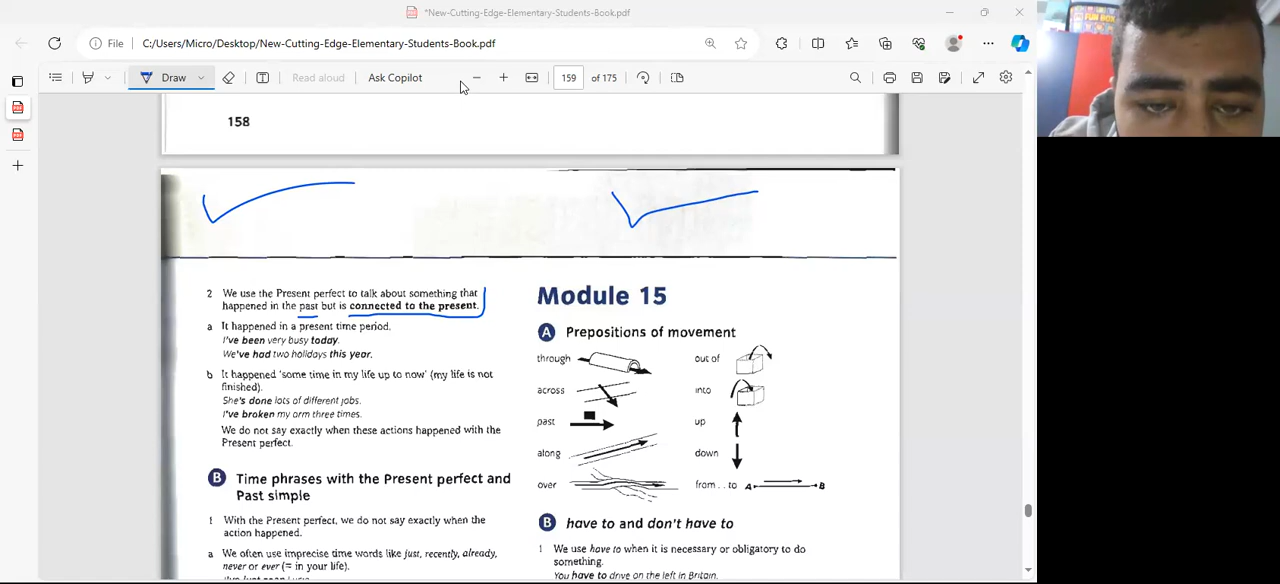 *New-Cutting-Edge-Elementary-Students-Book.pdf
File
C:/Users/Micro/Desktop/New-Cutting-Edge-Elementary-Students-Book.pdf
Draw
Read aloud
Ask Copilot
159
of 175
158
2 We use the Present perfect to talk about something that
happened in the past but is connected to the present.
a It happened in a present time period.
I've been very busy today.
We've had two holidays this year.
b It happened 'some time in my life up to now' (my life is not
finished).
She's done lots of different jobs.
I've broken my arm three times.
We do not say exactly when these actions happened with the
Present perfect.
B Time phrases with the Present perfect and
Past simple
1 With the Present perfect, we do not say exactly when the
action happened.
a We often use imprecise time words like just, recently, already,
never or ever (= in your life).
Module 15
A Prepositions of movement
through
out of
across
into
past
up
along
down
over
from . . to
A
B
B have to and don't have to
1 We use have to when it is necessary or obligatory to do
something.
You have to drive on the left in Britain.
FUN BOX